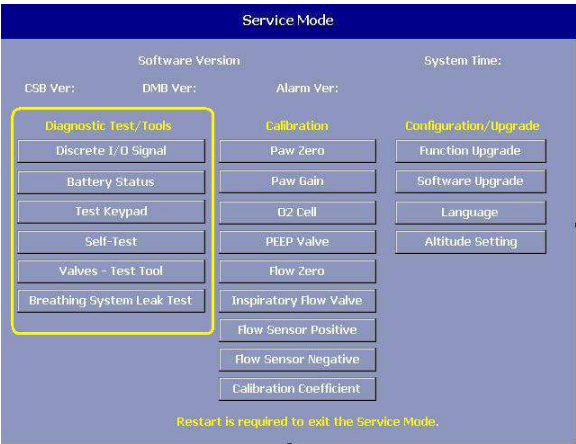 Service Mode
Software Version
System Time:
CSB Ver:
DMB Ver:
Alarm Ver:
Diagnostic Test/Tools
Discrete I/O Signal
Battery Status
Test Keypad
Self-Test
Valves - Test Tool
Breathing System Leak Test
Calibration
Paw Zero
Paw Gain
O2 Cell
PEEP Valve
Flow Zero
Inspiratory Flow Valve
Flow Sensor Positive
Flow Sensor Negative
Calibration Coefficient
Configuration/Upgrade
Function Upgrade
Software Upgrade
Language
Altitude Setting
Restart is required to exit the Service Mode.